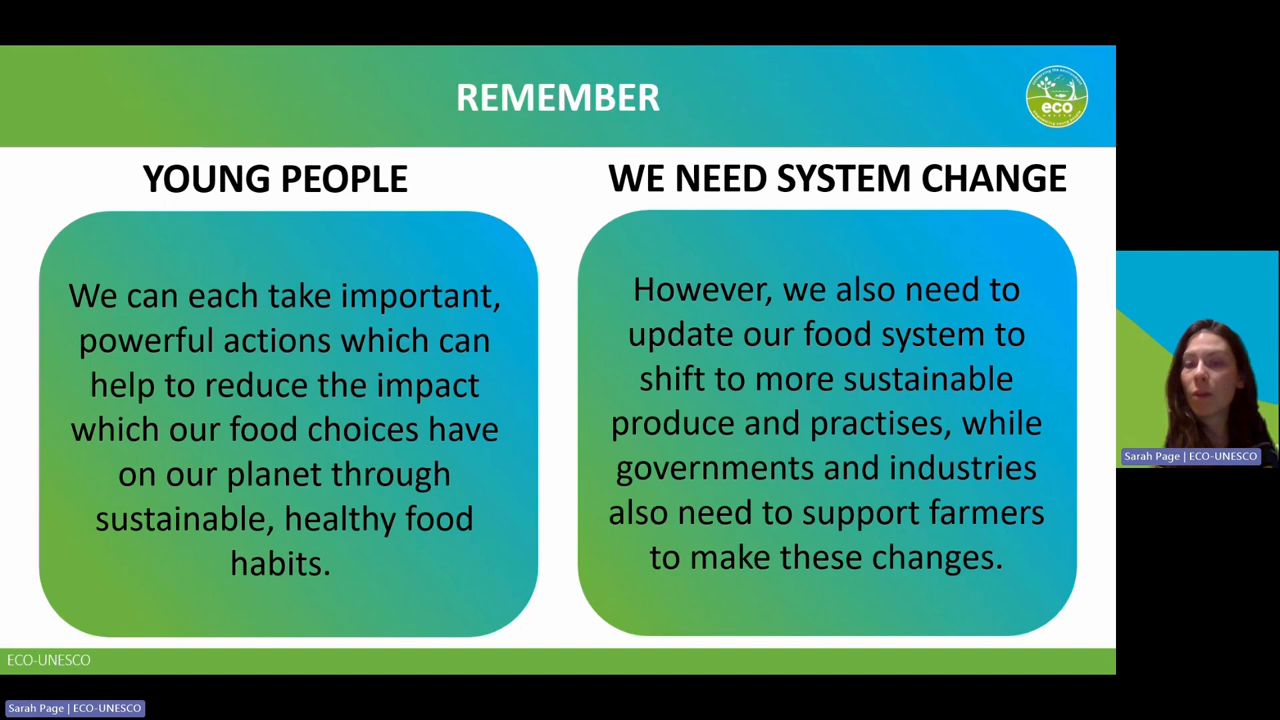 REMEMBER
eco
YOUNG PEOPLE
We can each take important,
powerful actions which can
help to reduce the impact
which our food choices have
on our planet through
sustainable, healthy food
habits.
WE NEED SYSTEM CHANGE
However, we also need to
update our food system to
shift to more sustainable
produce and practises, while
governments and industries
also need to support farmers
to make these changes.
Sarah Page | ECO-UNESCO
ECO-UNESCO
Sarah Page | ECO-UNESCO